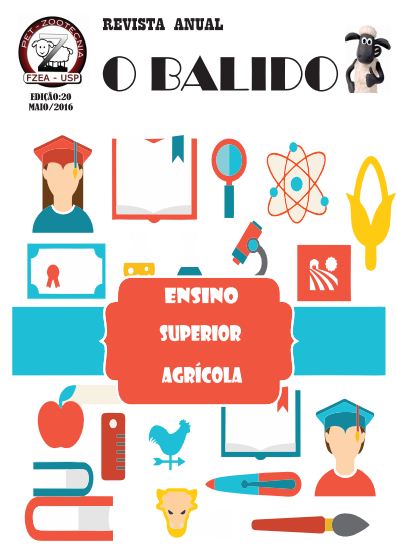 REVISTA ANUAL
PET - ZOOTECNIA
FZEA - USP
O BALIDO
EDIÇÃO:20
MAIO/2016
ENSINO
SUPERIOR
AGRÍCOLA